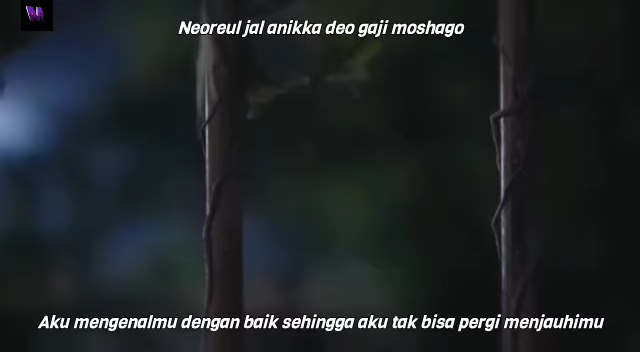 Neoreul jal anikka deo gaji moshago
Aku mengenalmu dengan baik sehingga aku tak bisa pergi menjauhimu